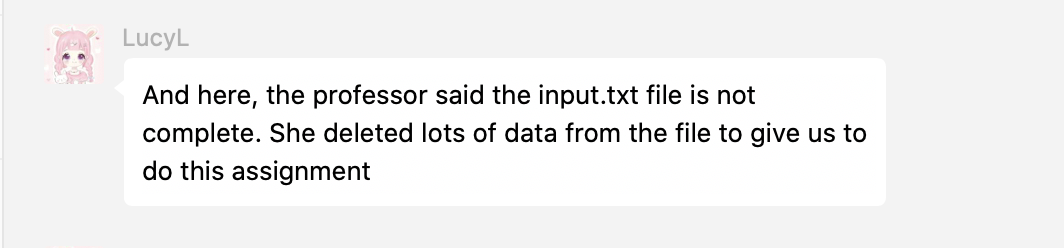 LucyL
And here, the professor said the input.txt file is not
complete. She deleted lots of data from the file to give us to
do this assignment